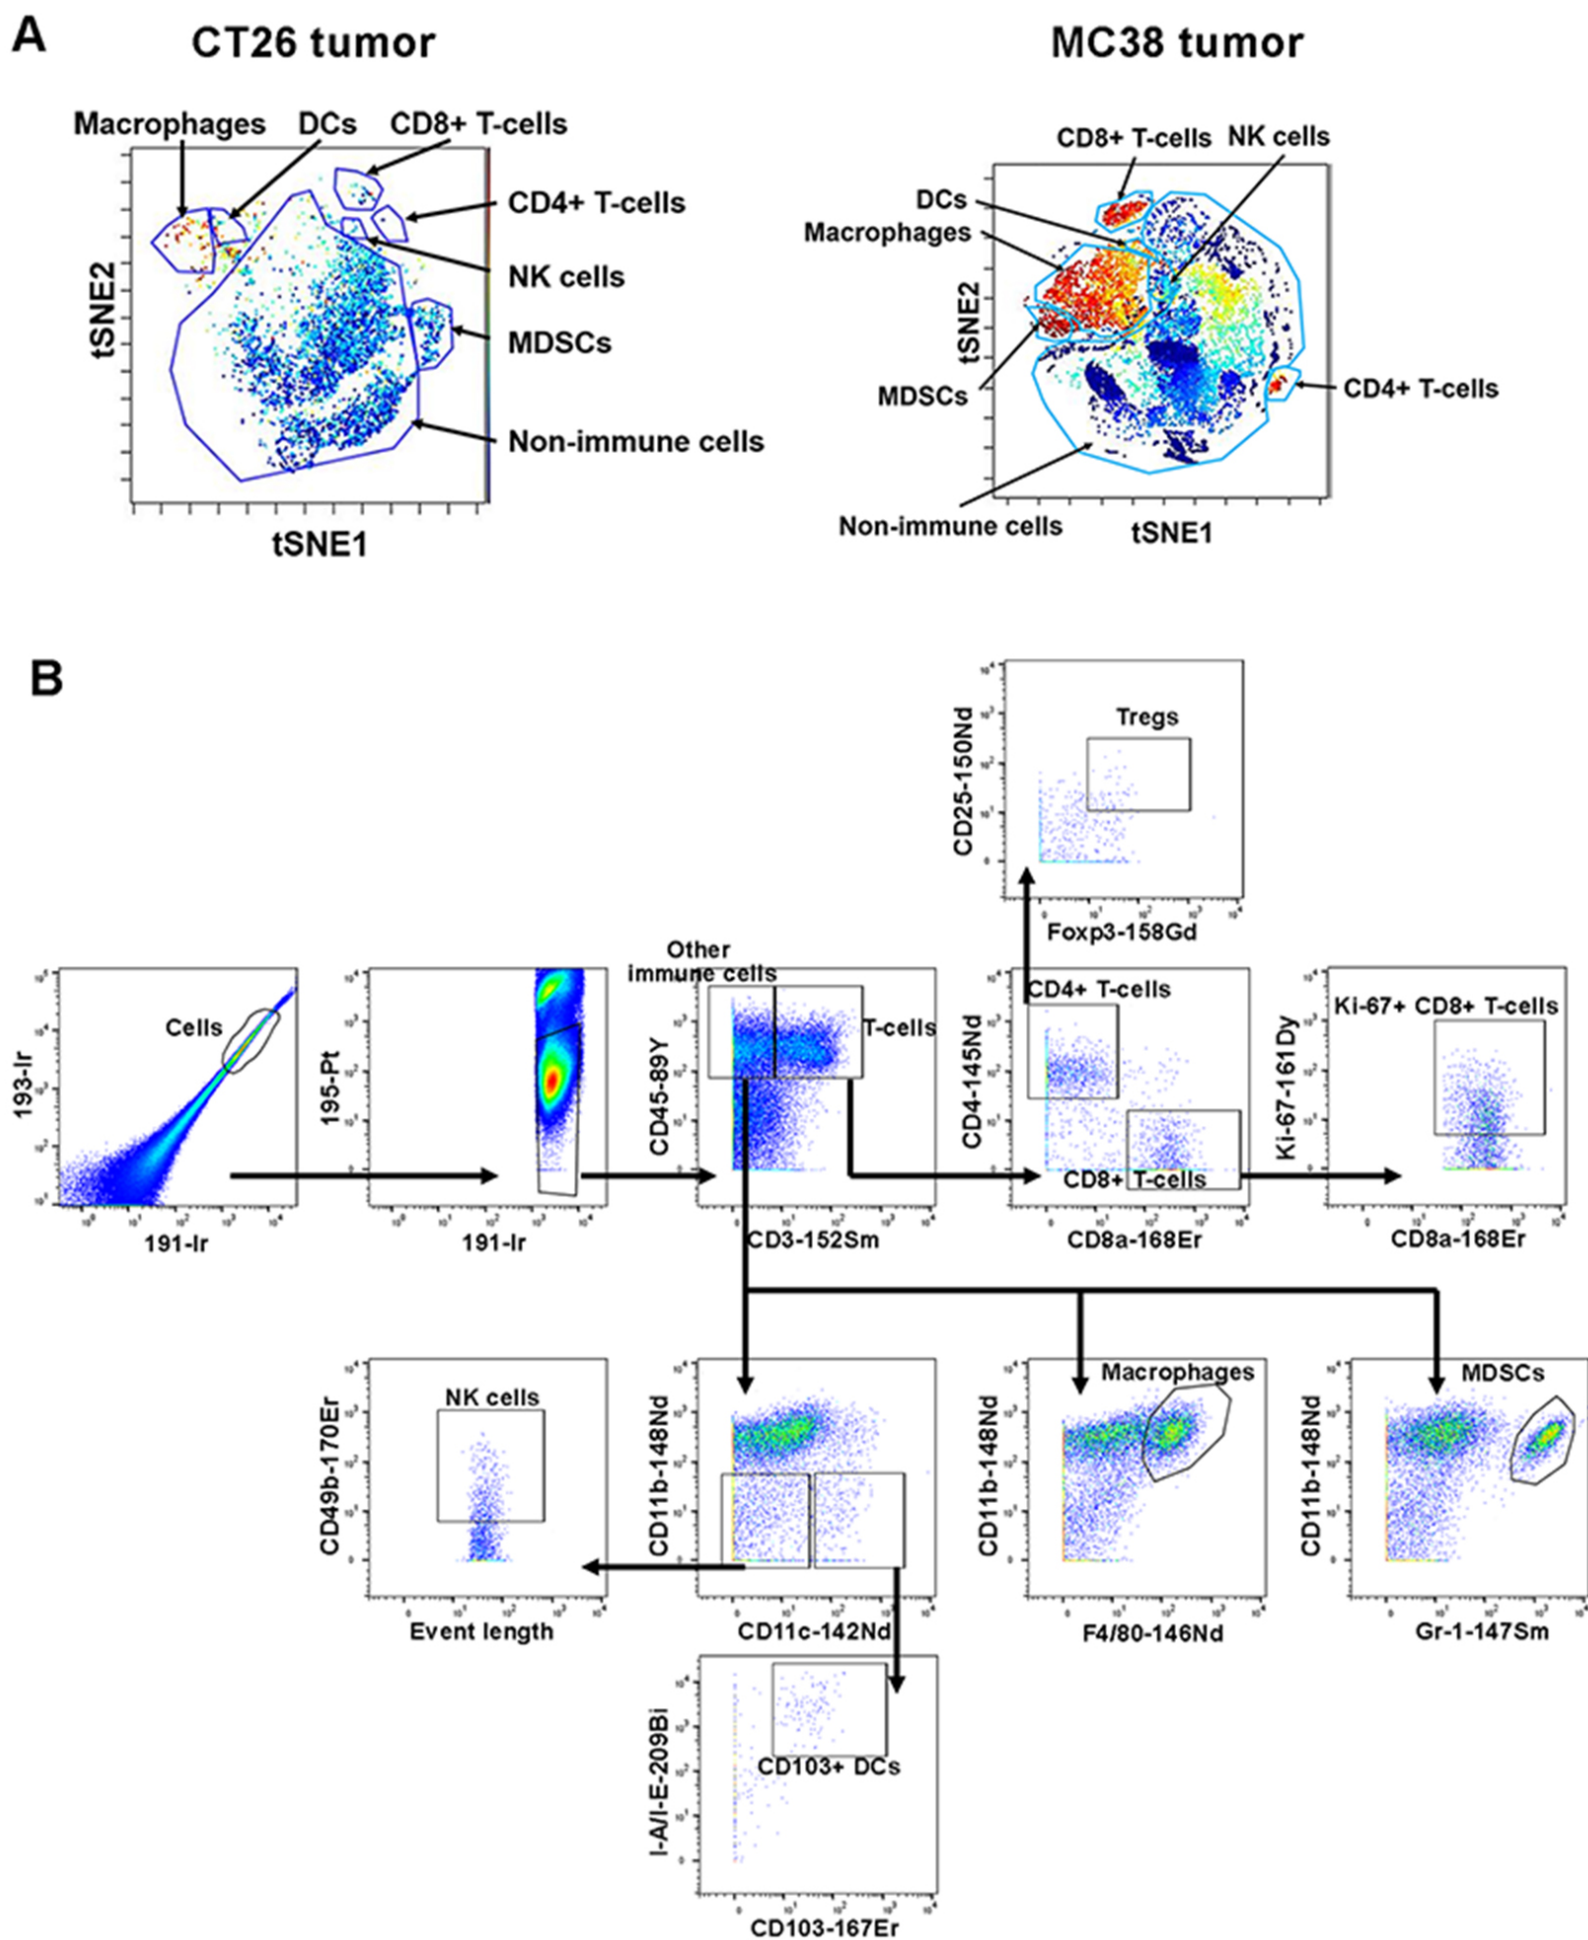 A
CT26 tumor
MC38 tumor
Macrophages
DCs
CD8+ T-cells
CD4+ T-cells
NK cells
MDSCs
Non-immune cells
tSNE2
tSNE1
CD8+ T-cells
NK cells
DCs
Macrophages
MDSCs
CD4+ T-cells
Non-immune cells
tSNE2
tSNE1
B
Tregs
CD25-150Nd
Foxp3-158Gd
Cells
193-Ir
191-Ir
195-Pt
191-Ir
Other
immune cells
T-cells
CD45-89Y
CD3-152Sm
CD4+ T-cells
CD8+ T-cells
CD4-145Nd
CD8a-168Er
Ki-67+ CD8+ T-cells
Ki-67-161Dy
CD8a-168Er
NK cells
CD49b-170Er
Event length
CD11b-148Nd
CD11c-142Nd
Macrophages
CD11b-148Nd
F4/80-146Nd
MDSCs
CD11b-148Nd
Gr-1-147Sm
CD103+ DCs
I-A/I-E-209Bi
CD103-167Er